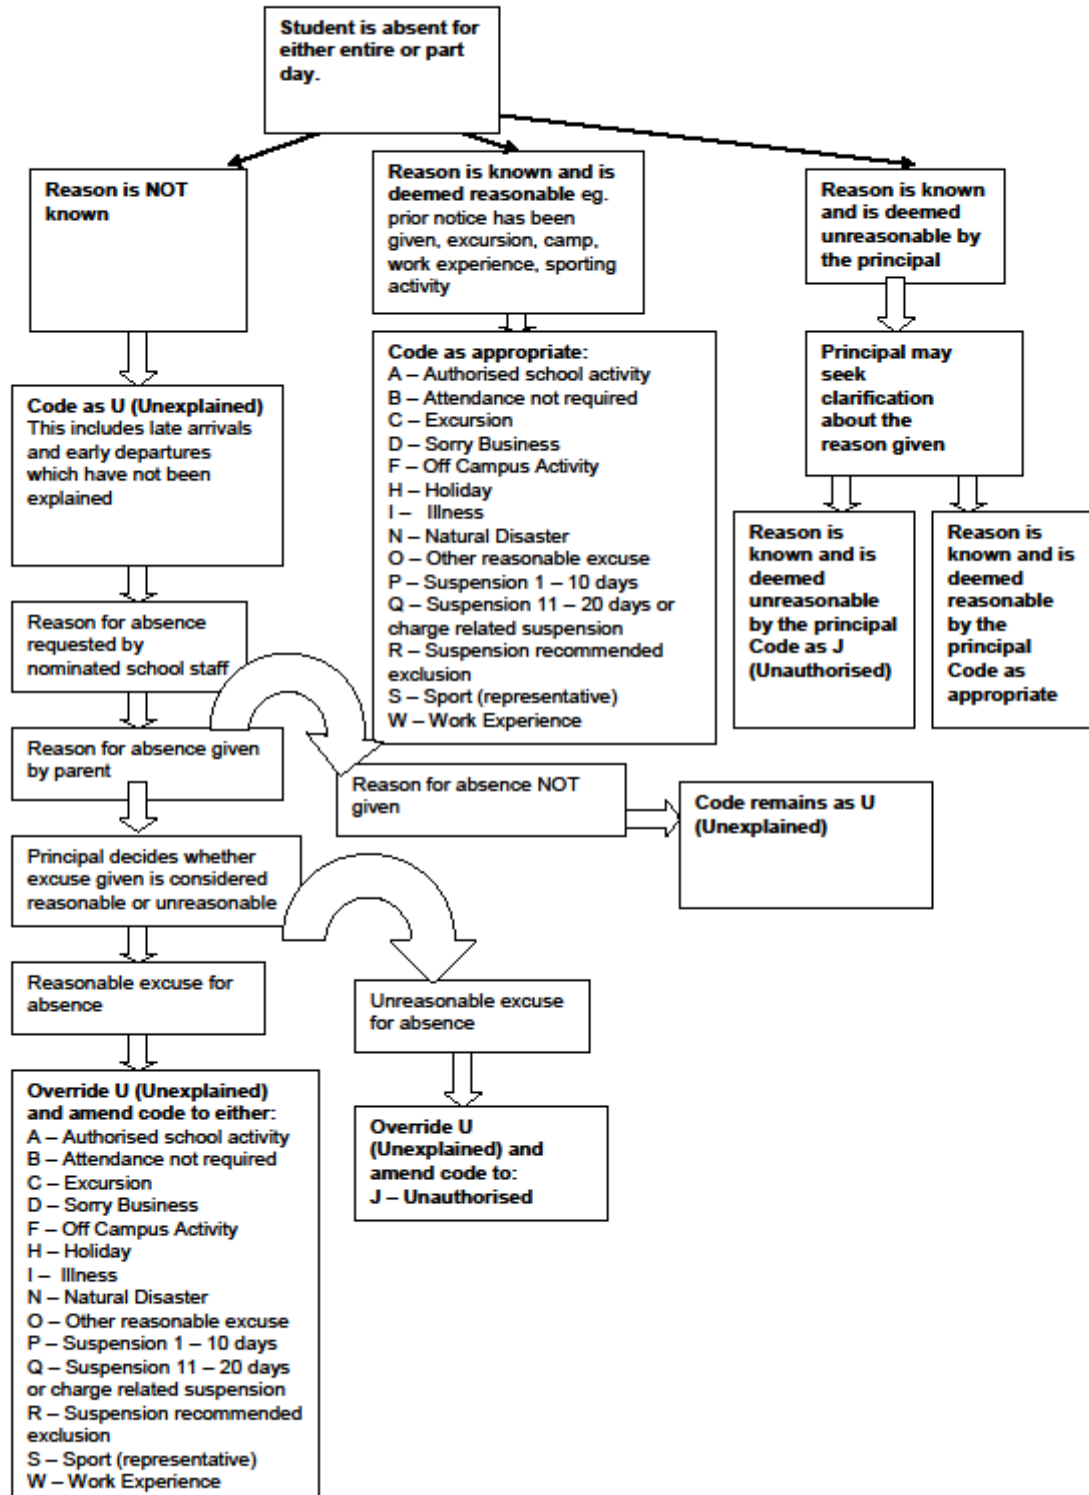 Student is absent for
either entire or part
day.
Reason is NOT
known
Reason is known and is
deemed reasonable eg.
prior notice has been
given, excursion, camp,
work experience, sporting
activity
Reason is known
and is deemed
unreasonable by
the principal
Code as U (Unexplained)
This includes late arrivals
and early departures
which have not been
explained
Code as appropriate:
A – Authorised school activity
B – Attendance not required
C – Excursion
D – Sorry Business
F – Off Campus Activity
H – Holiday
I – Illness
N – Natural Disaster
O – Other reasonable excuse
P – Suspension 1 – 10 days
Q – Suspension 11 – 20 days or
charge related suspension
R – Suspension recommended
exclusion
S – Sport (representative)
W – Work Experience
Principal may
seek
clarification
about the
reason given
Reason is
known and is
deemed
unreasonable
by the principal
Code as J
(Unauthorised)
Reason is
known and is
deemed
reasonable
by the
principal
Code as
appropriate
Reason for absence
requested by
nominated school staff
Reason for absence given
by parent
Reason for absence NOT
given
Code remains as U
(Unexplained)
Principal decides whether
excuse given is considered
reasonable or unreasonable
Reasonable excuse for
absence
Unreasonable excuse
for absence
Override U (Unexplained)
and amend code to either:
A – Authorised school activity
B – Attendance not required
C – Excursion
D – Sorry Business
F – Off Campus Activity
H – Holiday
I – Illness
N – Natural Disaster
O – Other reasonable excuse
P – Suspension 1 – 10 days
Q – Suspension 11 – 20 days
or charge related suspension
R – Suspension recommended
exclusion
S – Sport (representative)
W – Work Experience
Override U
(Unexplained) and
amend code to:
J – Unauthorised